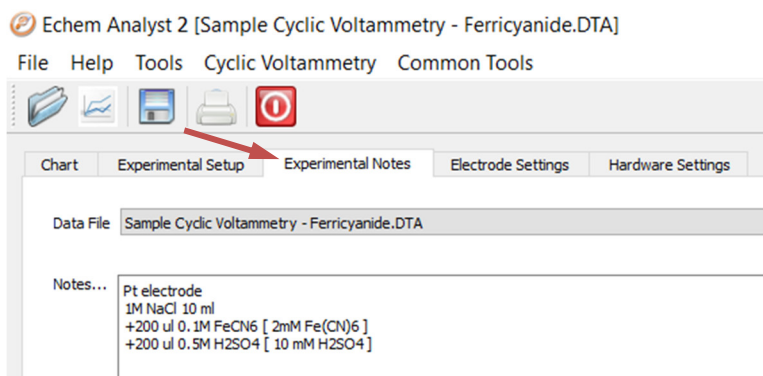 Echem Analyst 2 [Sample Cyclic Voltammetry - Ferricyanide.DTA]
File Help Tools Cyclic Voltammetry Common Tools
Chart Experimental Setup Experimental Notes Electrode Settings Hardware Settings
Data File Sample Cyclic Voltammetry - Ferricyanide.DTA
Notes... Pt electrode
1M NaCl 10 ml
+200 ul 0.1M FeCN6 [ 2mM Fe(CN)6 ]
+200 ul 0.5M H2SO4 [ 10 mM H2SO4 ]